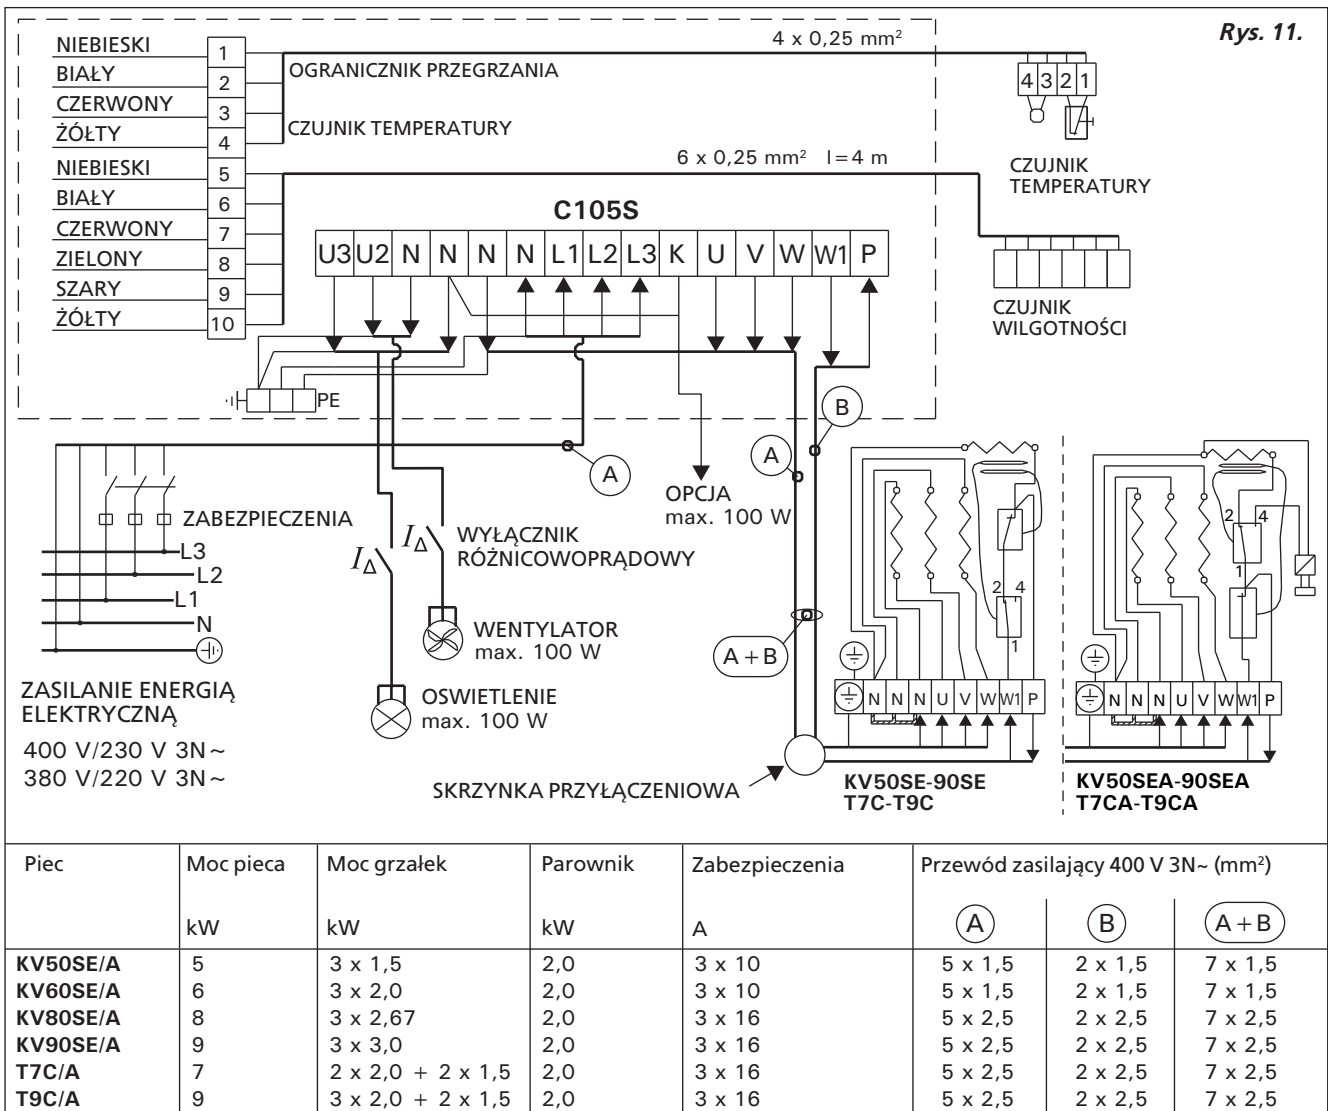 Rys. 11.
NIEBIESKI 1
BIAŁY 2
CZERWONY 3
ŻÓŁTY 4
NIEBIESKI 5
BIAŁY 6
CZERWONY 7
ZIELONY 8
SZARY 9
ŻÓŁTY 10
OGRANICZNIK PRZEGRZANIA
CZUJNIK TEMPERATURY
4 x 0,25 mm²
6 x 0,25 mm² l=4 m
4 3 2 1
CZUJNIK
TEMPERATURY
CZUJNIK
WILGOTNOŚCI
C105S
U3 U2 N N N N L1 L2 L3 K U V W W1 P
PE
A
A
B
A+B
OPCJA
max. 100 W
ZABEZPIECZENIA
L3
L2
L1
N
IΔ
IΔ
WYŁĄCZNIK
RÓŻNICOWOPRĄDOWY
WENTYLATOR
max. 100 W
OSWIETLENIE
max. 100 W
ZASILANIE ENERGIĄ
ELEKTRYCZNĄ
400 V/230 V 3N~
380 V/220 V 3N~
SKRZYNKA PRZYŁĄCZENIOWA
2 4
1
N N N U V W W1 P
KV50SE-90SE
T7C-T9C
2 4
1
N N N U V W W1 P
KV50SEA-90SEA
T7CA-T9CA
Piec Moc pieca Moc grzałek Parownik Zabezpieczenia Przewód zasilający 400 V 3N~ (mm²)
kW kW kW A A B A+B
KV50SE/A 5 3 x 1,5 2,0 3 x 10 5 x 1,5 2 x 1,5 7 x 1,5
KV60SE/A 6 3 x 2,0 2,0 3 x 10 5 x 1,5 2 x 1,5 7 x 1,5
KV80SE/A 8 3 x 2,67 2,0 3 x 16 5 x 2,5 2 x 2,5 7 x 2,5
KV90SE/A 9 3 x 3,0 2,0 3 x 16 5 x 2,5 2 x 2,5 7 x 2,5
T7C/A 7 2 x 2,0 + 2 x 1,5 2,0 3 x 16 5 x 2,5 2 x 2,5 7 x 2,5
T9C/A 9 3 x 2,0 + 2 x 1,5 2,0 3 x 16 5 x 2,5 2 x 2,5 7 x 2,5